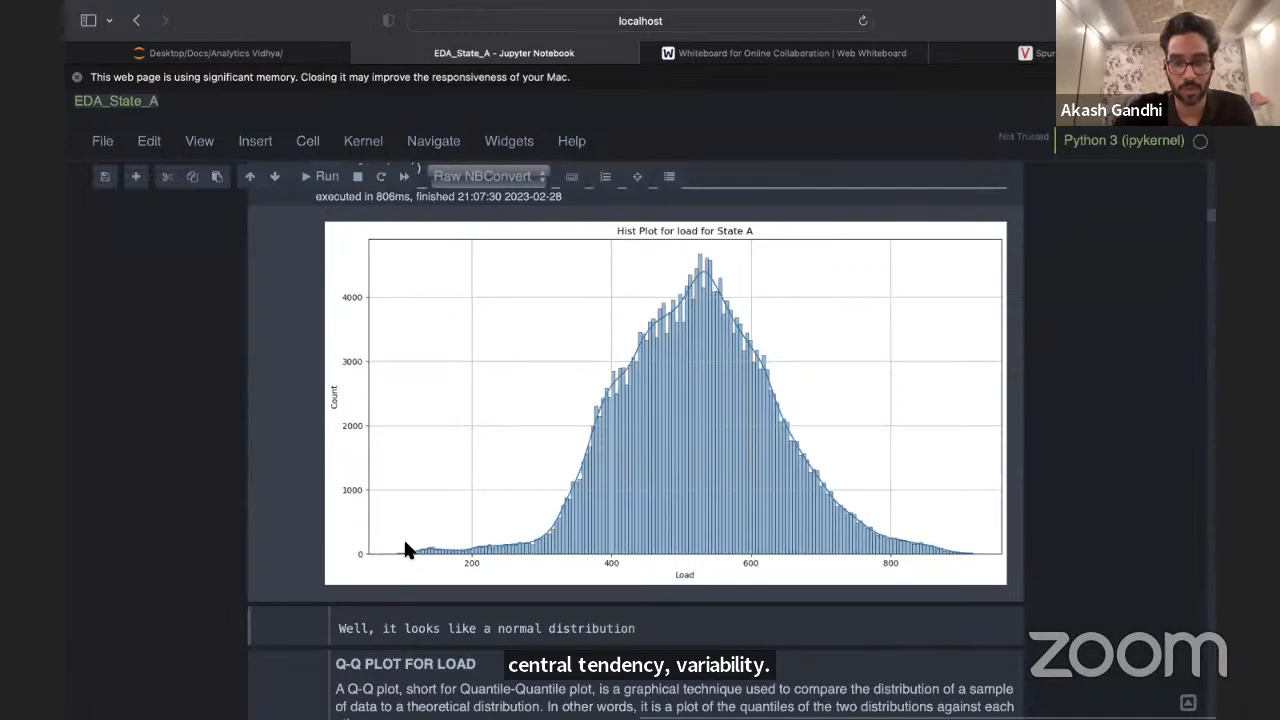 localhost
Desktop/Docs/Analytics Vidhya/
EDA_State_A - Jupyter Notebook
Whiteboard for Online Collaboration | Web Whiteboard
Spur
This web page is using significant memory. Closing it may improve the responsiveness of your Mac.
EDA_State_A
Akash Gandhi
File Edit View Insert Cell Kernel Navigate Widgets Help
Not Trusted
Python 3 (ipykernel)
Run
Raw NBConvert
executed in 806ms, finished 21:07:30 2023-02-28
Hist Plot for load for State A
4000
3000
2000
1000
0
Count
200 400 600 800
Load
Well, it looks like a normal distribution
Q-Q PLOT FOR LOAD
central tendency, variability.
A Q-Q plot, short for Quantile-Quantile plot, is a graphical technique used to compare the distribution of a sample
of data to a theoretical distribution. In other words, it is a plot of the quantiles of the two distributions against each
zoom